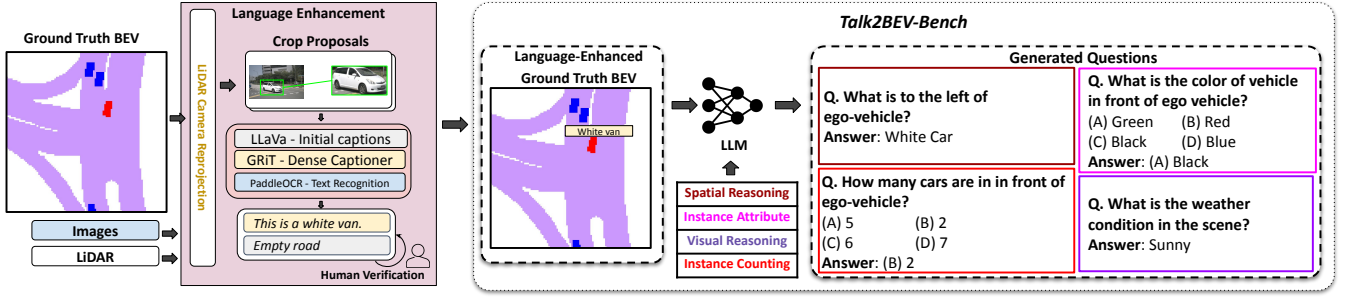 Ground Truth BEV
Images
LiDAR
Language Enhancement
LiDAR Camera Reprojection
Crop Proposals
LLaVa - Initial captions
GRiT - Dense Captioner
PaddleOCR - Text Recognition
This is a white van.
Empty road
Human Verification
Talk2BEV-Bench
Language-Enhanced
Ground Truth BEV
White van
LLM
Spatial Reasoning
Instance Attribute
Visual Reasoning
Instance Counting
Generated Questions
Q. What is to the left of
ego-vehicle?
Answer: White Car
Q. What is the color of vehicle
in front of ego vehicle?
(A) Green (B) Red
(C) Black (D) Blue
Answer: (A) Black
Q. How many cars are in in front of
ego-vehicle?
(A) 5 (B) 2
(C) 6 (D) 7
Answer: (B) 2
Q. What is the weather
condition in the scene?
Answer: Sunny